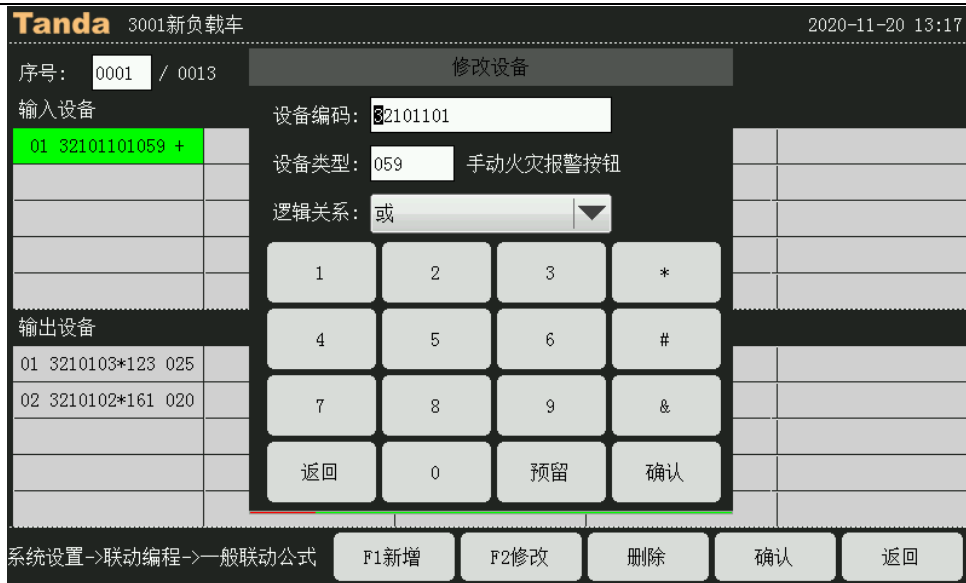 Tanda 3001新负载车 2020-11-20 13:17
序号: 0001 / 0013
修改设备
输入设备
01 32101101059 +
设备编码: 32101101
设备类型: 059 手动火灾报警按钮
逻辑关系: 或
1 2 3 *
4 5 6 #
7 8 9 &
返回 0 预留 确认
输出设备
01 3210103*123 025
02 3210102*161 020
系统设置->联动编程->一般联动公式 F1新增 F2修改 删除 确认 返回